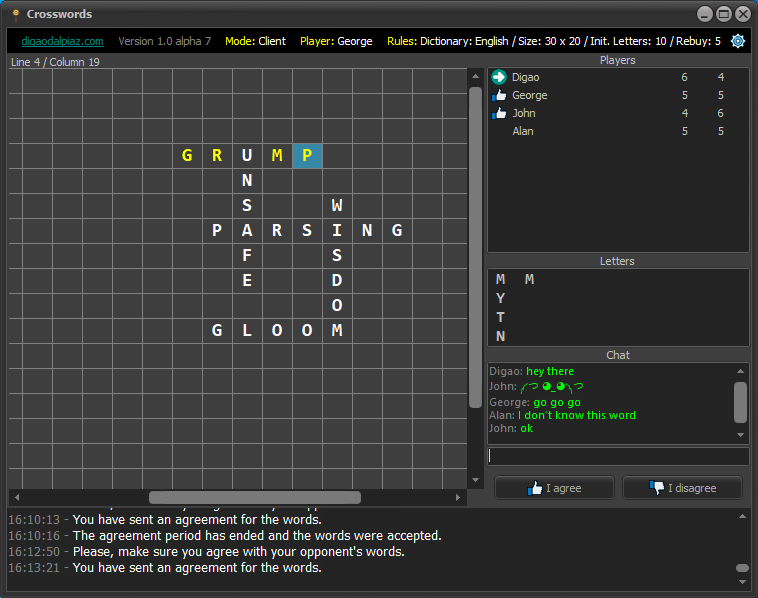 Crosswords
digaodalpiaz.com Version 1.0 alpha 7 Mode: Client Player: George Rules: Dictionary: English / Size: 30 x 20 / Init. Letters: 10 / Rebuy: 5
Line 4 / Column 19
G R U M P
N
S W
P A R S I N G
F S
E D
O
G L O O M
Players
Digao 6 4
George 5 5
John 4 6
Alan 5 5
Letters
M M
Y
T
N
Chat
Digao: hey there
John: (つ ◕_◕)つ
George: go go go
Alan: I don't know this word
John: ok
I agree I disagree
16:10:13 - You have sent an agreement for the words.
16:10:16 - The agreement period has ended and the words were accepted.
16:12:50 - Please, make sure you agree with your opponent's words.
16:13:21 - You have sent an agreement for the words.